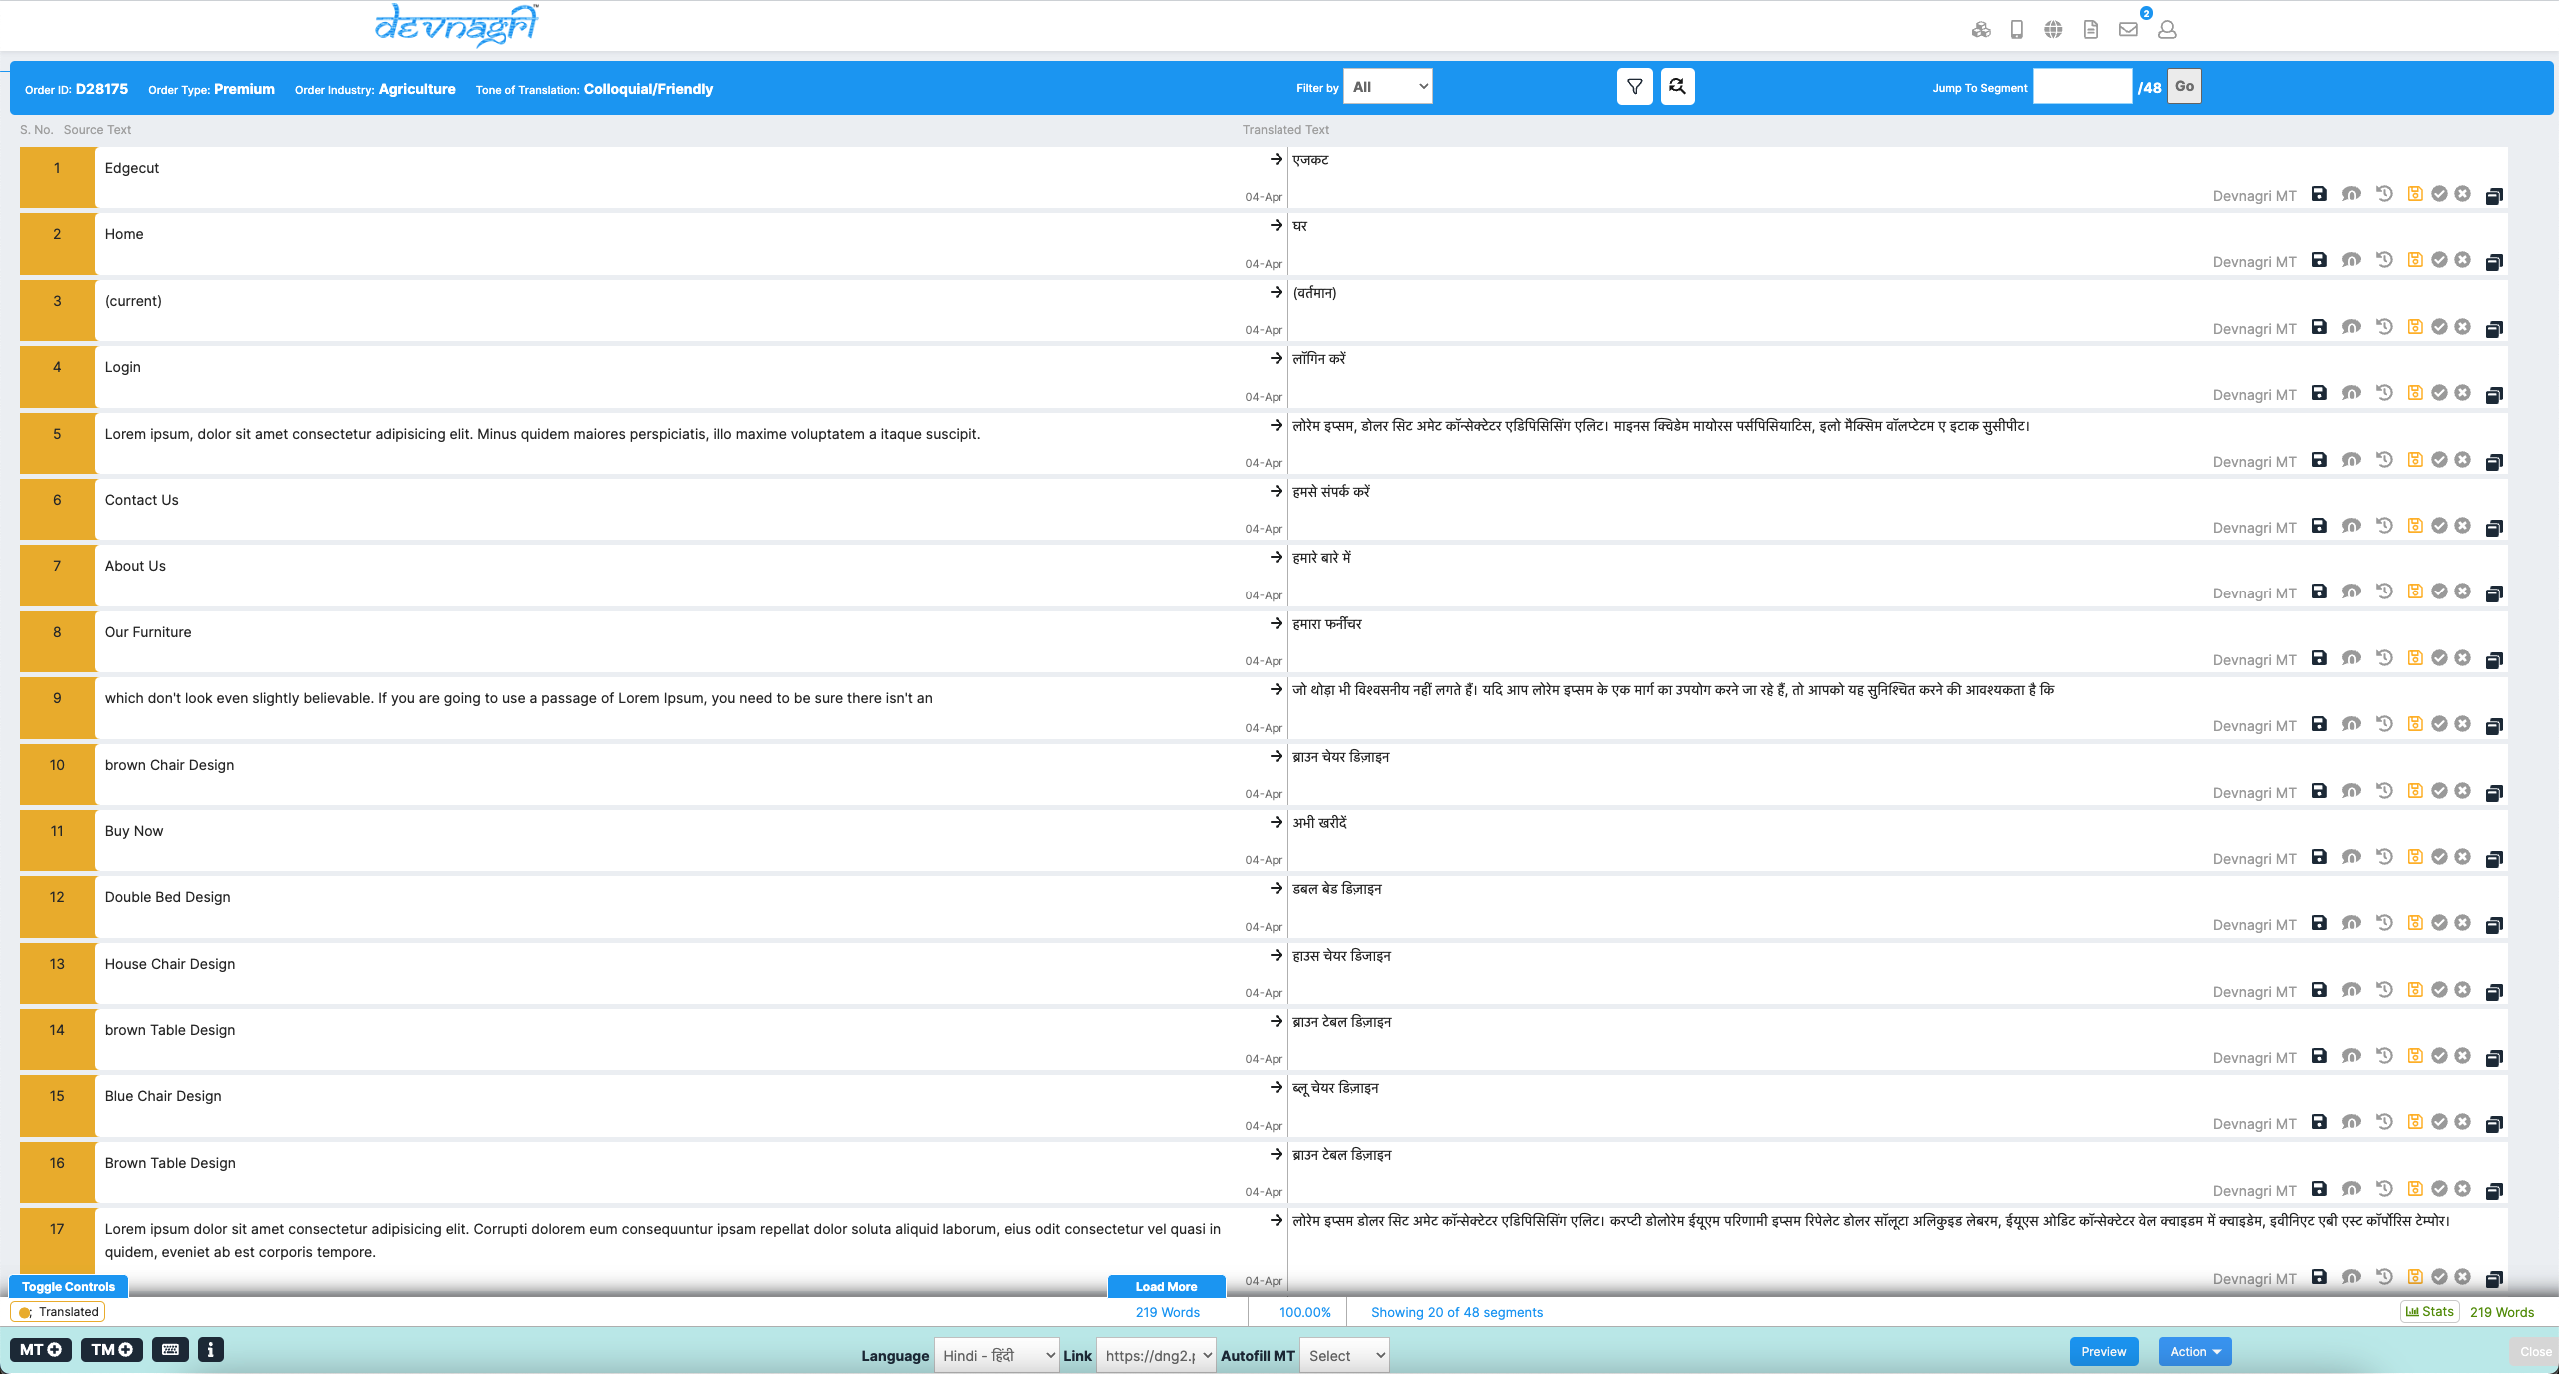 devnagri™
2
Order ID: D28175 Order Type: Premium Order Industry: Agriculture Tone of Translation: Colloquial/Friendly Filter by All Jump To Segment /48 Go
S. No. Source Text Translated Text
1 Edgecut एजकट
04-Apr Devnagri MT
2 Home घर
04-Apr Devnagri MT
3 (current) (वर्तमान)
04-Apr Devnagri MT
4 Login लॉगिन करें
04-Apr Devnagri MT
5 Lorem ipsum, dolor sit amet consectetur adipisicing elit. Minus quidem maiores perspiciatis, illo maxime voluptatem a itaque suscipit. लोरेम इप्सम, डोलर सिट अमेट कॉन्सेक्टेटर एडिपिसिसिंग एलिट। माइनस क्विडेम मायोरस पर्सपिसियाटिस, इलो मैक्सिम वॉलप्टेटम ए इटाक सुसीपीट।
04-Apr Devnagri MT
6 Contact Us हमसे संपर्क करें
04-Apr Devnagri MT
7 About Us हमारे बारे में
04-Apr Devnagri MT
8 Our Furniture हमारा फर्नीचर
04-Apr Devnagri MT
9 which don't look even slightly believable. If you are going to use a passage of Lorem Ipsum, you need to be sure there isn't an जो थोड़ा भी विश्वसनीय नहीं लगते हैं। यदि आप लोरेम इप्सम के एक मार्ग का उपयोग करने जा रहे हैं, तो आपको यह सुनिश्चित करने की आवश्यकता है कि
04-Apr Devnagri MT
10 brown Chair Design ब्राउन चेयर डिज़ाइन
04-Apr Devnagri MT
11 Buy Now अभी खरीदें
04-Apr Devnagri MT
12 Double Bed Design डबल बेड डिज़ाइन
04-Apr Devnagri MT
13 House Chair Design हाउस चेयर डिजाइन
04-Apr Devnagri MT
14 brown Table Design ब्राउन टेबल डिज़ाइन
04-Apr Devnagri MT
15 Blue Chair Design ब्लू चेयर डिज़ाइन
04-Apr Devnagri MT
16 Brown Table Design ब्राउन टेबल डिज़ाइन
04-Apr Devnagri MT
17 Lorem ipsum dolor sit amet consectetur adipisicing elit. Corrupti dolorem eum consequuntur ipsam repellat dolor soluta aliquid laborum, eius odit consectetur vel quasi in लोरेम इप्सम डोलर सिट अमेट कॉन्सेक्टेटर एडिपिसिसिंग एलिट। करप्टी डोलोरेम ईयूएम परिणामी इप्सम रिपेलेट डोलर सॉलूटा अलिकुइड लेबरम, ईयूएस ओडिट कॉन्सेक्टेटर वेल क्वाइडम में क्वाइडेम, इवीनिएट एबी एस्ट कॉर्पोरिस टेम्पोर।
quidem, eveniet ab est corporis tempore.
04-Apr Devnagri MT
Toggle Controls Load More
Translated 219 Words 100.00% Showing 20 of 48 segments Stats 219 Words
MT TM Language Hindi - हिंदी Link https://dng2.p Autofill MT Select Preview Action Close